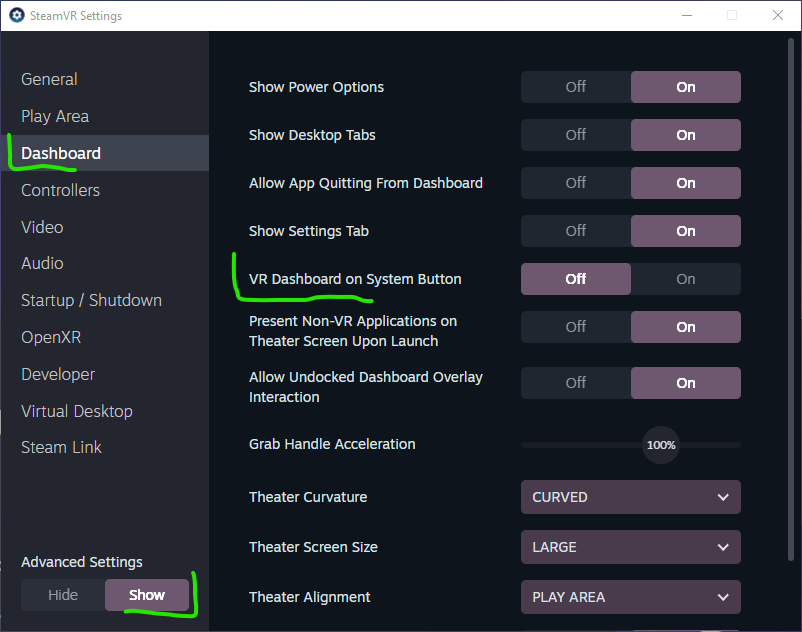 SteamVR Settings
General
Play Area
Dashboard
Controllers
Video
Audio
Startup / Shutdown
OpenXR
Developer
Virtual Desktop
Steam Link
Advanced Settings
Hide Show
Show Power Options Off On
Show Desktop Tabs Off On
Allow App Quitting From Dashboard Off On
Show Settings Tab Off On
VR Dashboard on System Button Off On
Present Non-VR Applications on
Theater Screen Upon Launch Off On
Allow Undocked Dashboard Overlay
Interaction Off On
Grab Handle Acceleration 100%
Theater Curvature CURVED
Theater Screen Size LARGE
Theater Alignment PLAY AREA